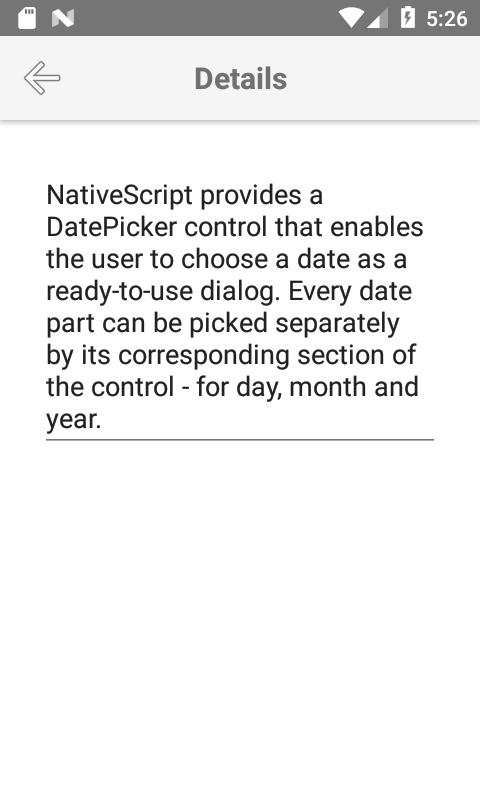 5:26
Details
NativeScript provides a
DatePicker control that enables
the user to choose a date as a
ready-to-use dialog. Every date
part can be picked separately
by its corresponding section of
the control - for day, month and
year.